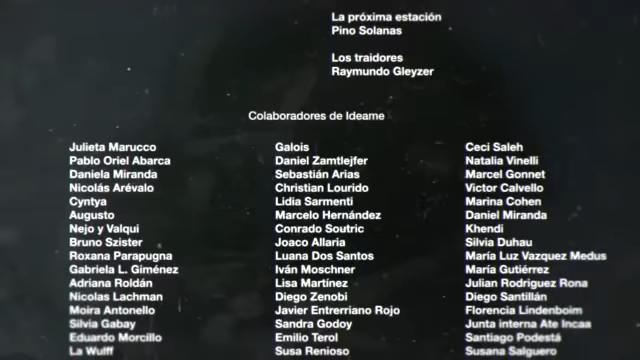 La próxima estación
Pino Solanas
Los traidores
Raymundo Gleyzer
Colaboradores de Ideame
Julieta Marucco
Pablo Oriel Abarca
Daniela Miranda
Nicolás Arévalo
Cyntya
Augusto
Nejo y Valqui
Bruno Szister
Roxana Parapugna
Gabriela L. Giménez
Adriana Roldán
Nicolas Lachman
Moira Antonello
Silvia Gabay
Eduardo Morcillo
La Wulff
Galois
Daniel Zamtlejfer
Sebastián Arias
Christian Lourido
Lidia Sarmenti
Marcelo Hernández
Conrado Soutric
Joaco Allaria
Luana Dos Santos
Iván Moschner
Lisa Martínez
Diego Zenobi
Javier Entrerriano Rojo
Sandra Godoy
Emilio Terol
Susa Renioso
Ceci Saleh
Natalia Vinelli
Marcel Gonnet
Victor Calvello
Marina Cohen
Daniel Miranda
Khendi
Silvia Duhau
María Luz Vazquez Medus
María Gutiérrez
Julian Rodriguez Rona
Diego Santillán
Florencia Lindenboim
Junta interna Ate Incaa
Santiago Podestá
Susana Salguero